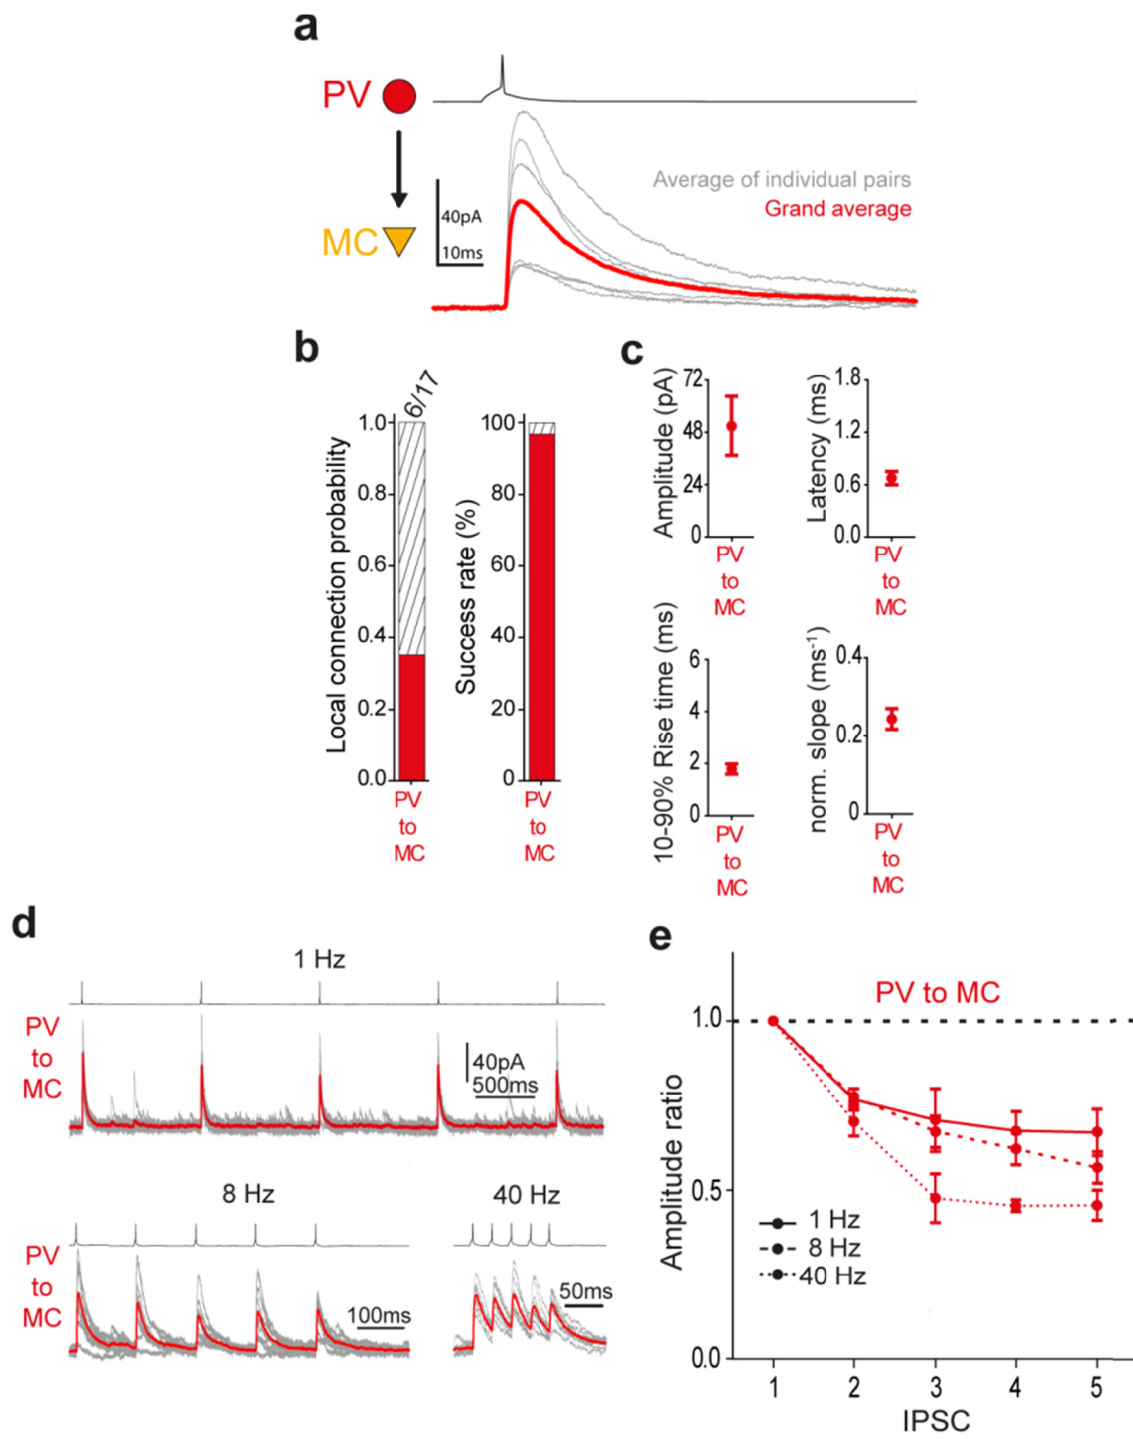 a
PV
Average of individual pairs
Grand average
40pA
10ms
MC
b
6/17
Local connection probability
1.0
0.8
0.6
0.4
0.2
0.0
PV
to
MC
Success rate (%)
100
80
60
40
20
0
PV
to
MC
c
Amplitude (pA)
72
48
24
0
PV
to
MC
Latency (ms)
1.8
1.2
0.6
0.0
PV
to
MC
10-90% Rise time (ms)
6
4
2
0
PV
to
MC
norm. slope (ms⁻¹)
0.4
0.2
0
PV
to
MC
d
1 Hz
PV
to
MC
40pA
500ms
8 Hz
PV
to
MC
100ms
40 Hz
50ms
e
PV to MC
Amplitude ratio
1.0
0.5
0.0
1 Hz
8 Hz
40 Hz
1 2 3 4 5
IPSC